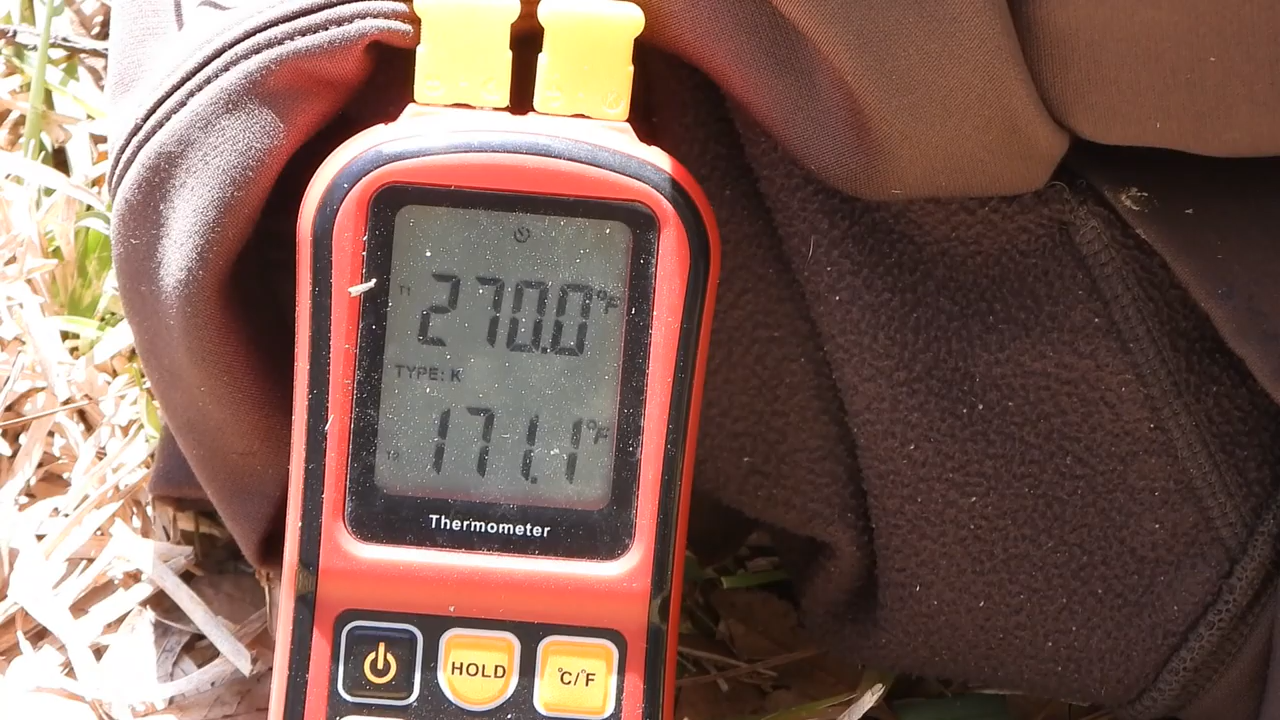 T1 270.0°F
TYPE: K
T2 171.1°F
Thermometer
HOLD
°C/°F